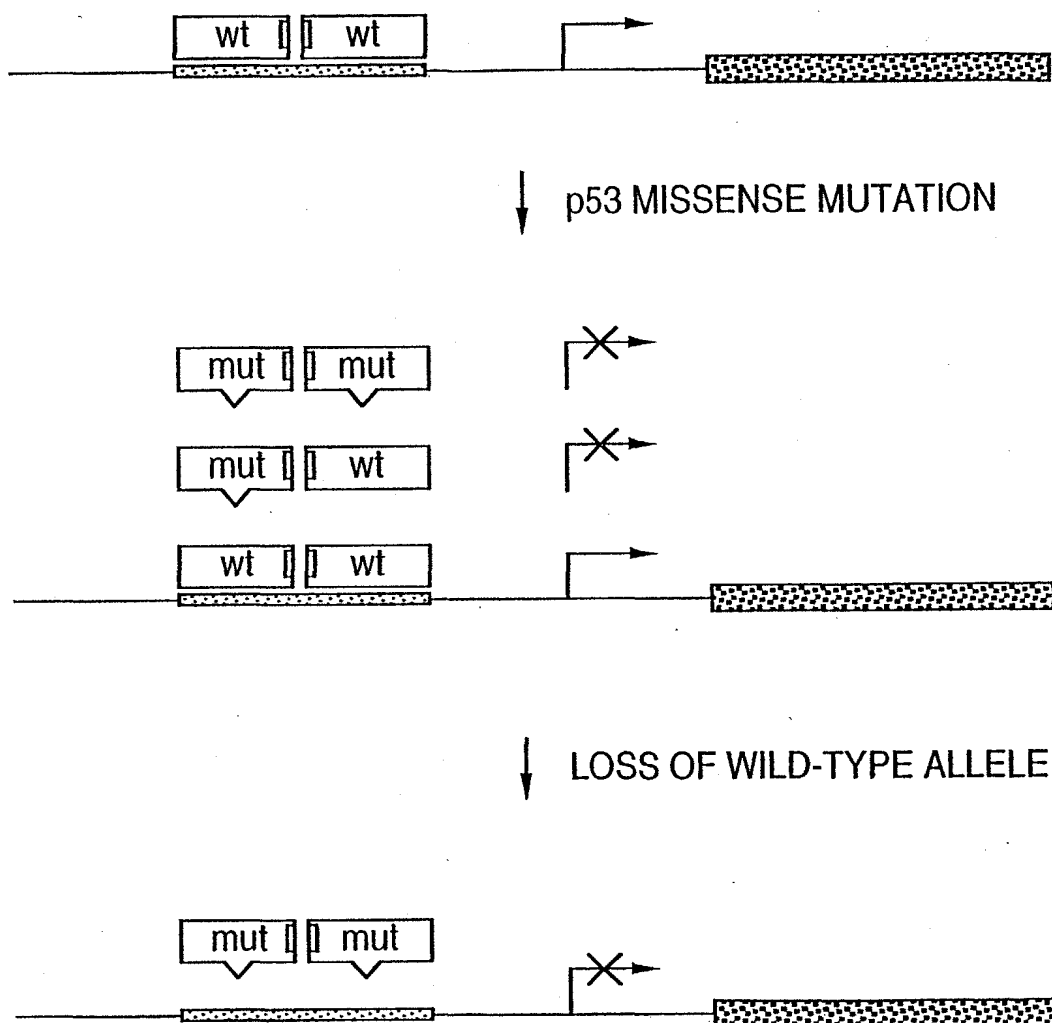 wt wt
p53 MISSENSE MUTATION
mut mut
mut wt
wt wt
LOSS OF WILD-TYPE ALLELE
mut mut